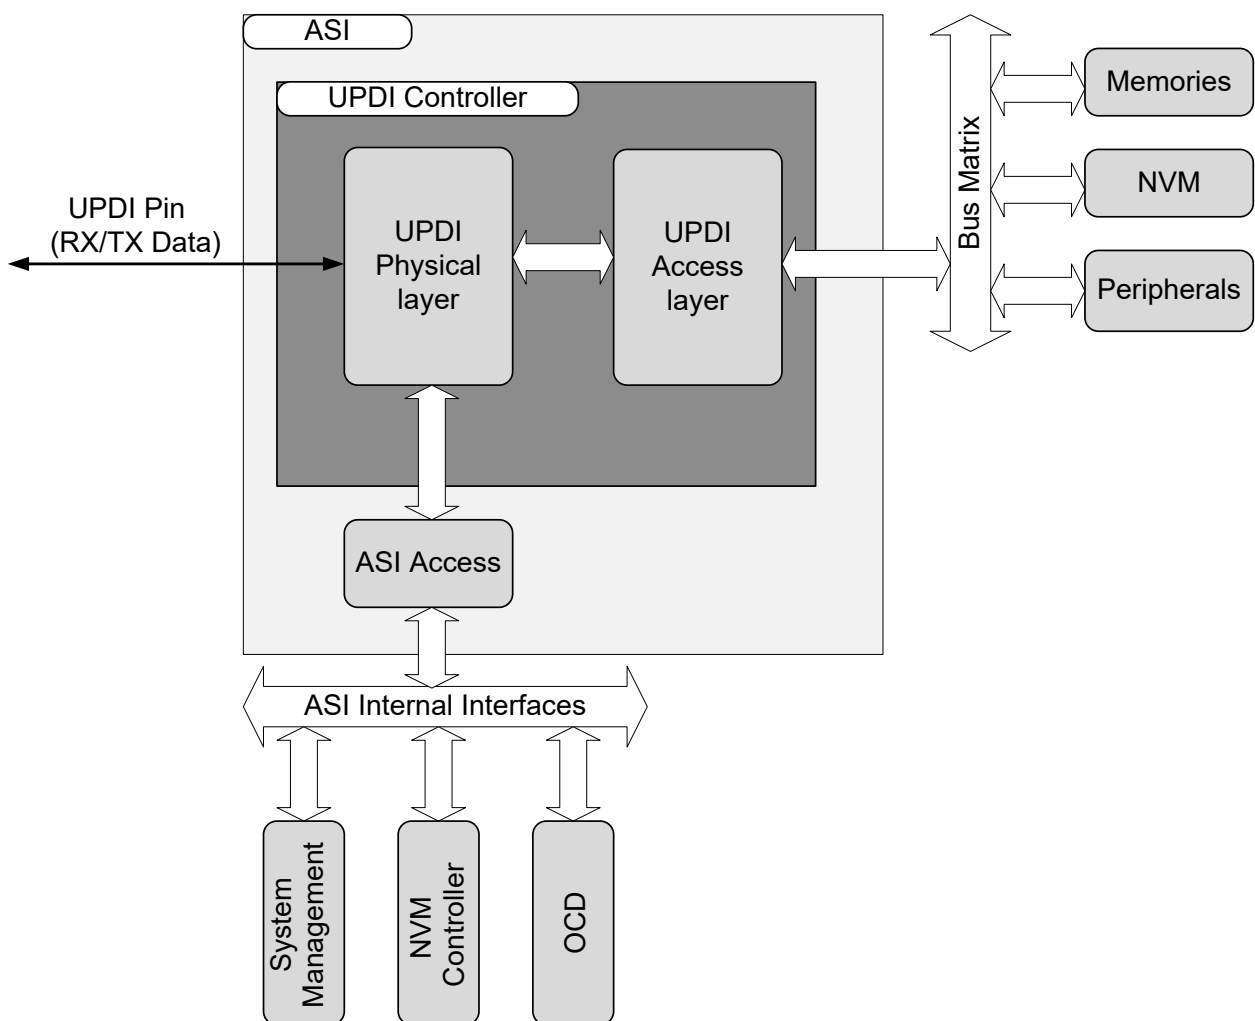 ASI
UPDI Controller
UPDI Pin
(RX/TX Data)
UPDI
Physical
layer
UPDI
Access
layer
Bus Matrix
Memories
NVM
Peripherals
ASI Access
ASI Internal Interfaces
System
Management
NVM
Controller
OCD